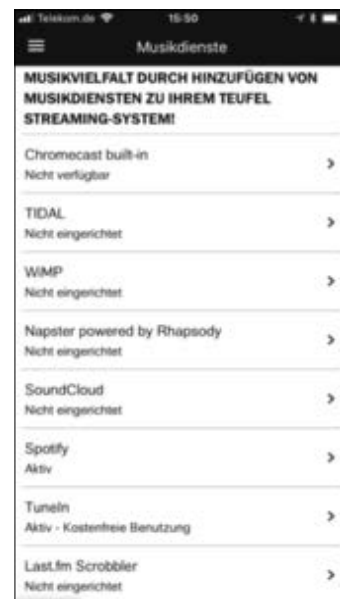 Telekom.de 15:50
Musikdienste
MUSIKVIELFALT DURCH HINZUFÜGEN VON
MUSIKDIENSTEN ZU IHREM TEUFEL
STREAMING-SYSTEM!
Chromecast built-in
Nicht verfügbar
TIDAL
Nicht eingerichtet
WiMP
Nicht eingerichtet
Napster powered by Rhapsody
Nicht eingerichtet
SoundCloud
Nicht eingerichtet
Spotify
Aktiv
TuneIn
Aktiv - Kostenfreie Benutzung
Last.fm Scrobbler
Nicht eingerichtet